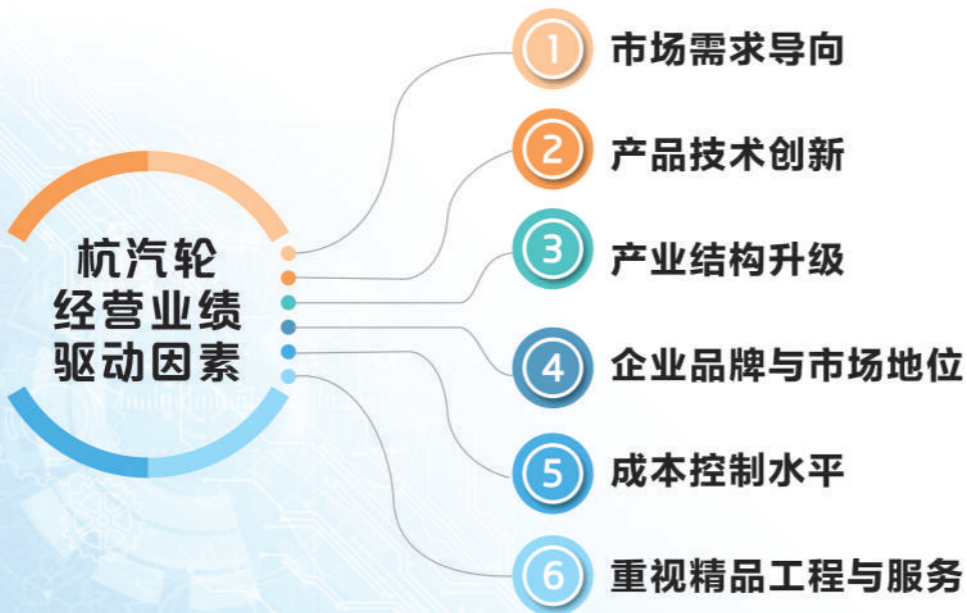 杭汽轮
经营业绩
驱动因素
1 市场需求导向
2 产品技术创新
3 产业结构升级
4 企业品牌与市场地位
5 成本控制水平
6 重视精品工程与服务